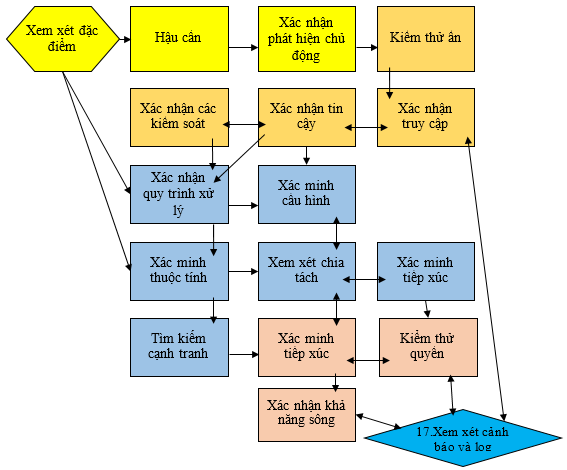 Xem xét đặc
điểm
Hậu cần
Xác nhận
phát hiện chủ
động
Kiểm thử ẩn
Xác nhận các
kiểm soát
Xác nhận tin
cậy
Xác nhận
truy cập
Xác nhận
quy trình xử
lý
Xác minh
cấu hình
Xác minh
thuộc tính
Xem xét chia
tách
Xác minh
tiếp xúc
Tìm kiếm
cạnh tranh
Xác minh
tiếp xúc
Kiểm thử
quyền
Xác nhận khả
năng sống
17.Xem xét cảnh
báo và log